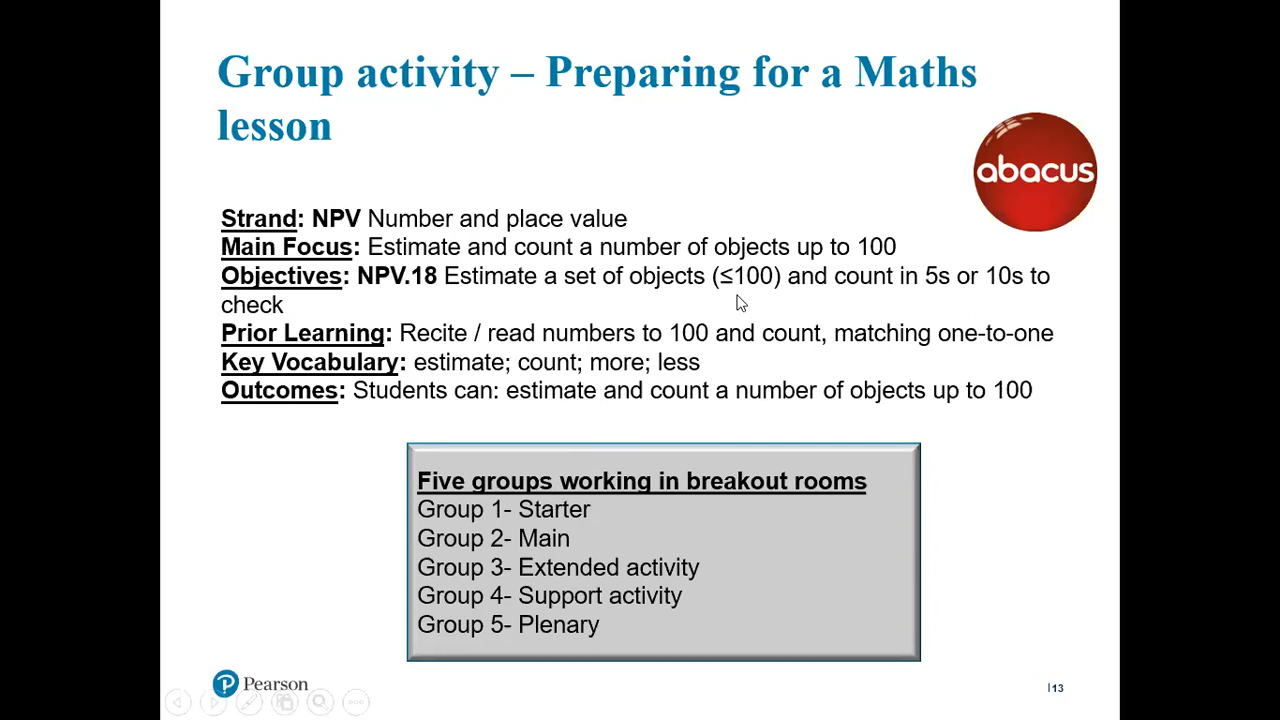 Group activity – Preparing for a Maths
lesson
abacus
Strand: NPV Number and place value
Main Focus: Estimate and count a number of objects up to 100
Objectives: NPV.18 Estimate a set of objects (≤100) and count in 5s or 10s to
check
Prior Learning: Recite / read numbers to 100 and count, matching one-to-one
Key Vocabulary: estimate; count; more; less
Outcomes: Students can: estimate and count a number of objects up to 100
Five groups working in breakout rooms
Group 1- Starter
Group 2- Main
Group 3- Extended activity
Group 4- Support activity
Group 5- Plenary
Pearson
13